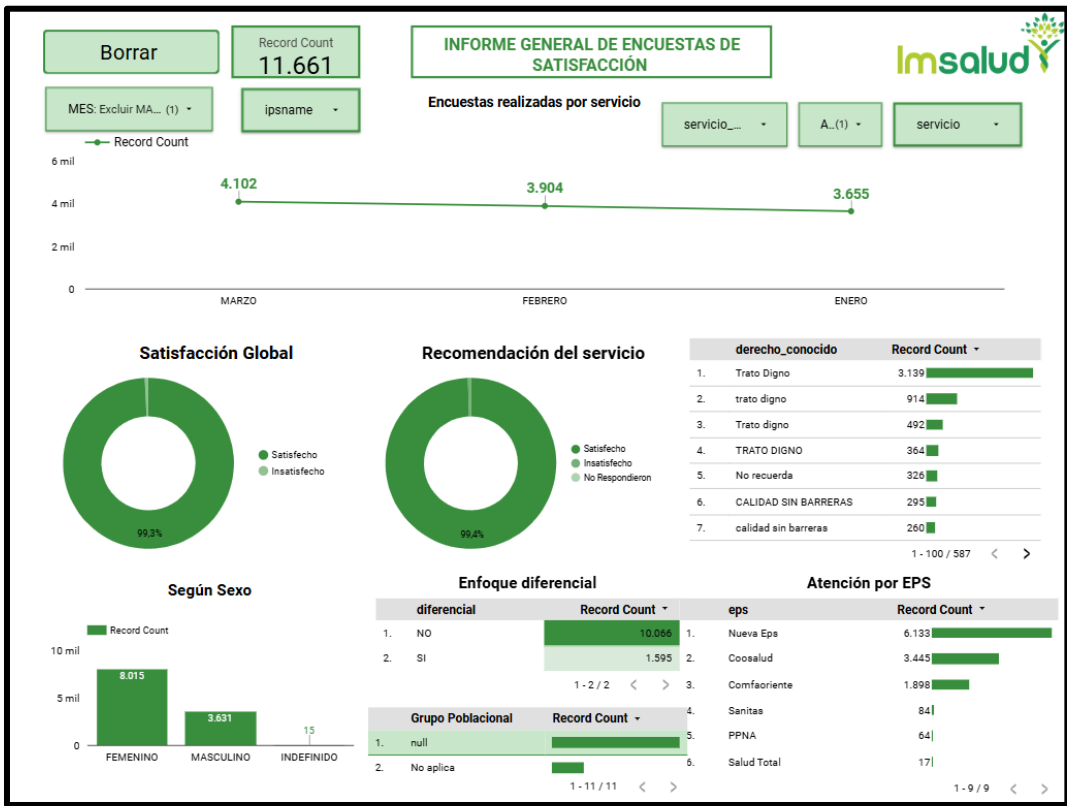 Borrar
Record Count
11.661
INFORME GENERAL DE ENCUESTAS DE
SATISFACCIÓN
Imsalud
MES: Excluir MA... (1)
ipsname
Encuestas realizadas por servicio
servicio_...
A..(1)
servicio
Record Count
6 mil
4 mil
2 mil
0
4.102
3.904
3.655
MARZO
FEBRERO
ENERO
Satisfacción Global
Satisfecho
Insatisfecho
99,3%
Recomendación del servicio
Satisfecho
Insatisfecho
No Respondieron
99,4%
derecho_conocido Record Count
1. Trato Digno 3.139
2. trato digno 914
3. Trato digno 492
4. TRATO DIGNO 364
5. No recuerda 326
6. CALIDAD SIN BARRERAS 295
7. calidad sin barreras 260
1 - 100 / 587 < >
Según Sexo
Record Count
10 mil
5 mil
0
8.015
3.631
15
FEMENINO
MASCULINO
INDEFINIDO
Enfoque diferencial
diferencial Record Count
1. NO 10.066
2. SI 1.595
1 - 2 / 2 < >
Grupo Poblacional Record Count
1. null
2. No aplica
1 - 11 / 11 < >
Atención por EPS
eps Record Count
1. Nueva Eps 6.133
2. Coosalud 3.445
3. Comfaoriente 1.898
4. Sanitas 84
5. PPNA 64
6. Salud Total 17
1 - 9 / 9 < >